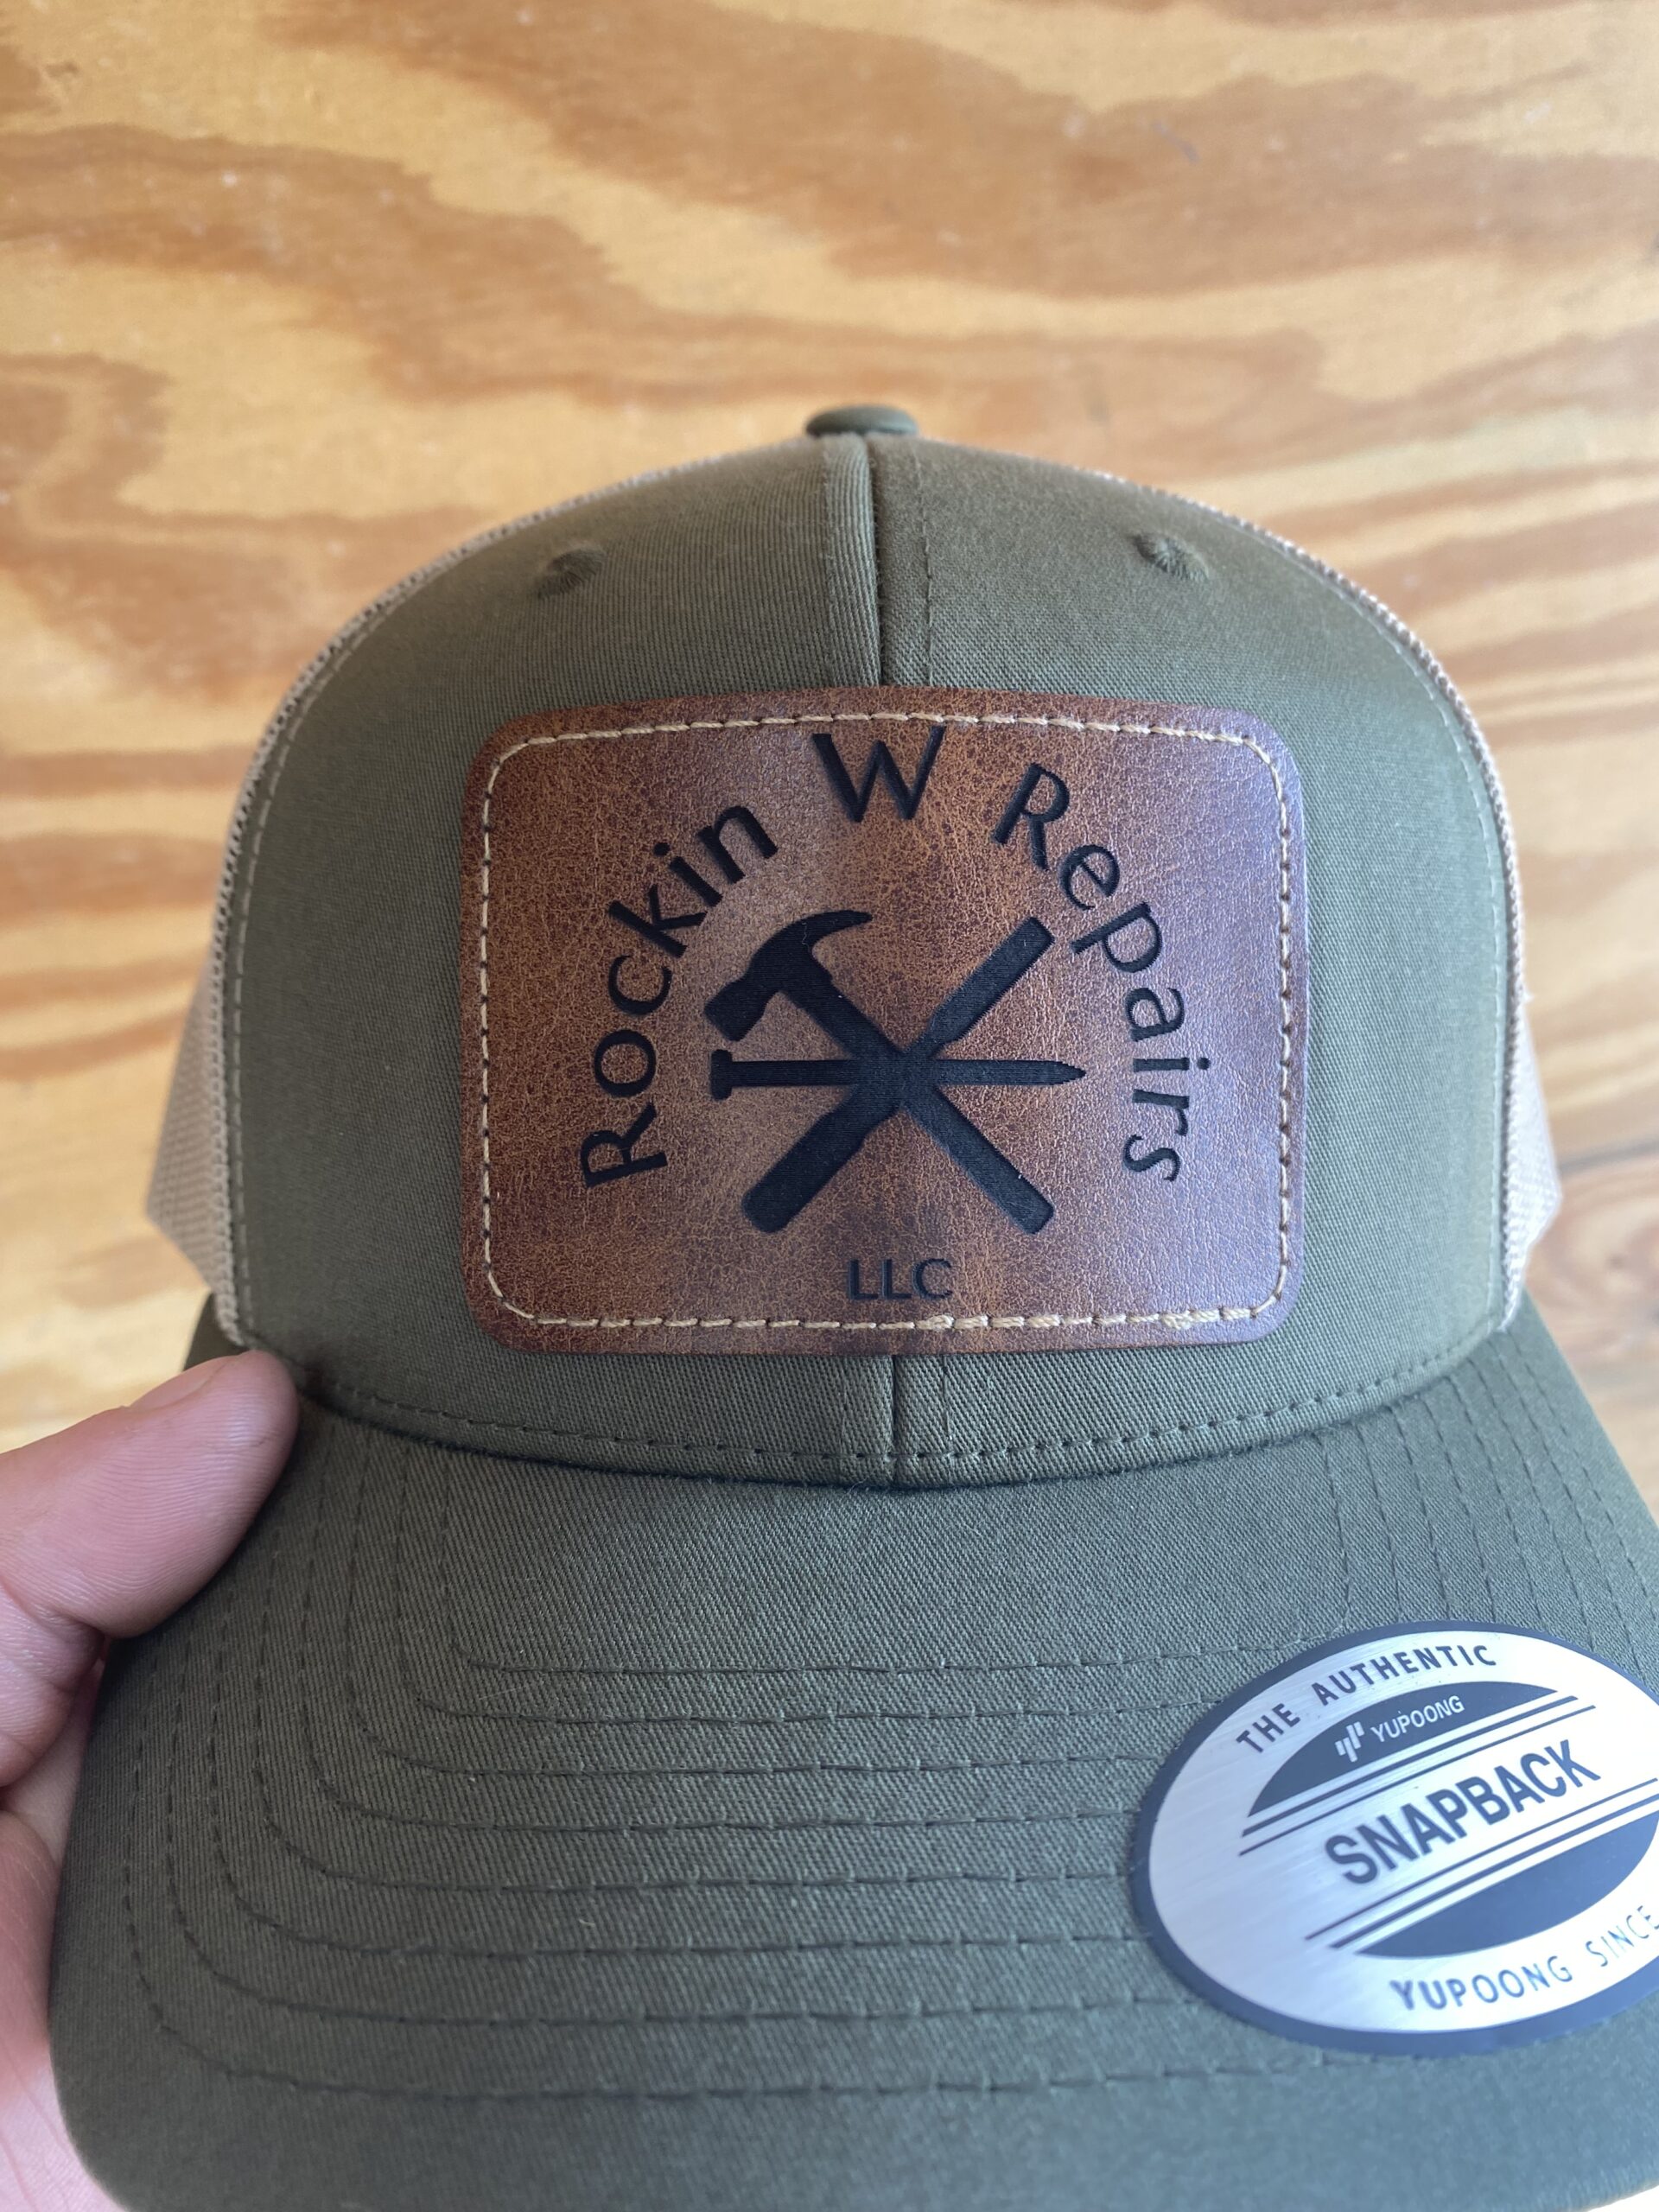 Rockin W Repairs
LLC
THE AUTHENTIC
YUPOONG
SNAPBACK
YUPOONG SINCE